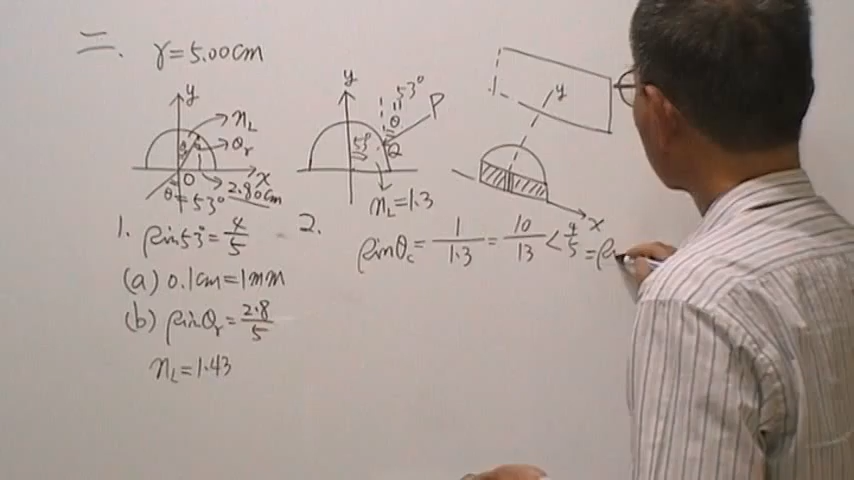 二. r=5.00cm
y
n_L
θ_r
x
O
2.80cm
θ=53°
y
53°
θ
P
53°
Q
n_L=1.3
y
x
1. sin53°=4/5
(a) 0.1cm=1mm
(b) sinθ_r=2.8/5
n_L=1.43
2.
sinθ_c=1/1.3=10/13<4/5=